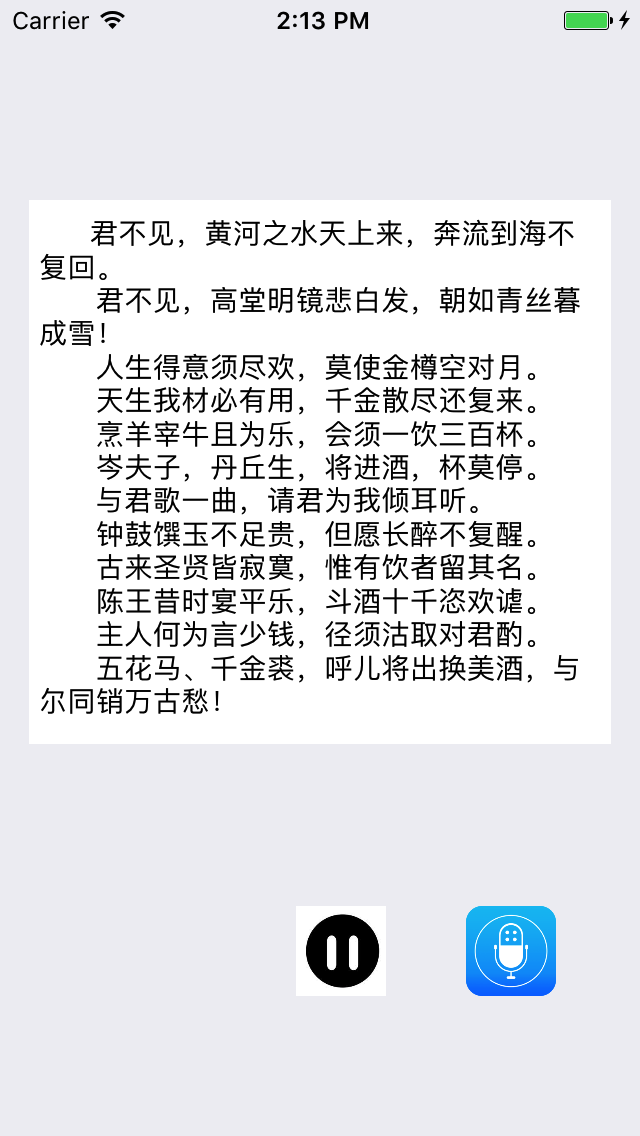 Carrier 2:13 PM
君不见，黄河之水天上来，奔流到海不
复回。
君不见，高堂明镜悲白发，朝如青丝暮
成雪！
人生得意须尽欢，莫使金樽空对月。
天生我材必有用，千金散尽还复来。
烹羊宰牛且为乐，会须一饮三百杯。
岑夫子，丹丘生，将进酒，杯莫停。
与君歌一曲，请君为我倾耳听。
钟鼓馔玉不足贵，但愿长醉不复醒。
古来圣贤皆寂寞，惟有饮者留其名。
陈王昔时宴平乐，斗酒十千恣欢谑。
主人何为言少钱，径须沽取对君酌。
五花马、千金裘，呼儿将出换美酒，与
尔同销万古愁！